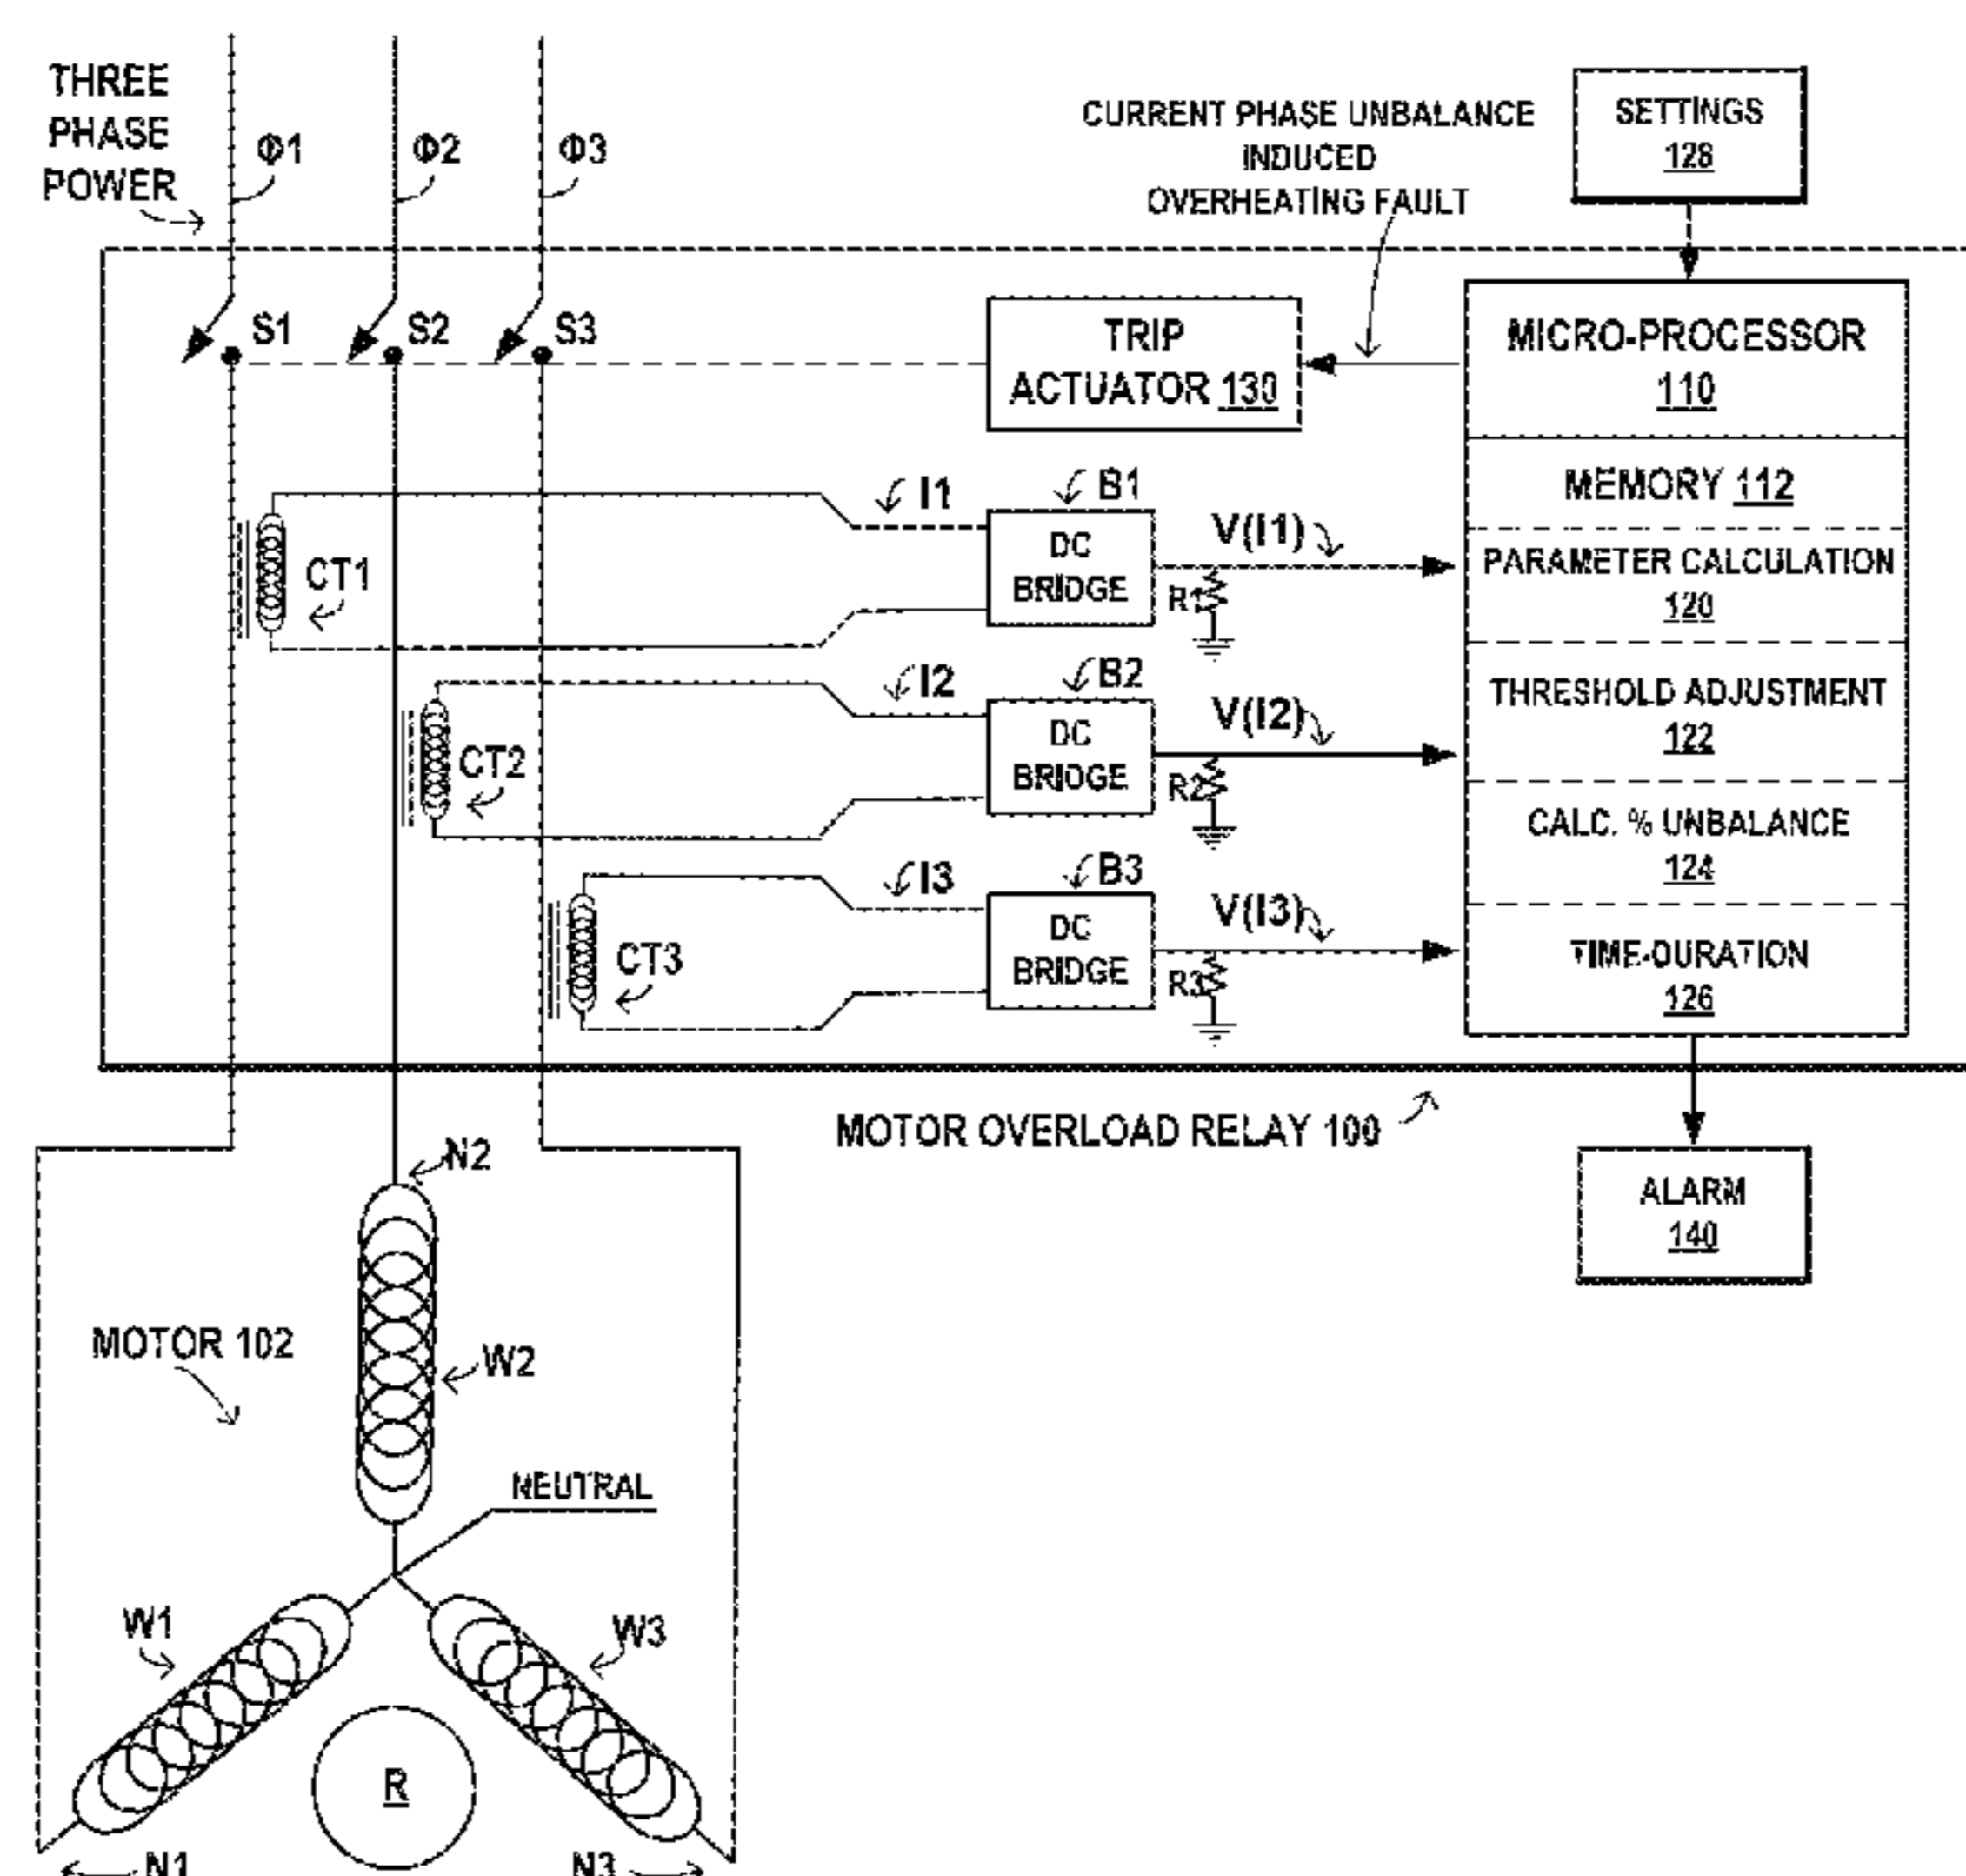 THREE
PHASE
POWER
Φ1
Φ2
Φ3
CURRENT PHASE UNBALANCE
INDUCED
OVERHEATING FAULT
SETTINGS
128
S1
S2
S3
TRIP
ACTUATOR 130
MICRO-PROCESSOR
110
MEMORY 112
PARAMETER CALCULATION
120
THRESHOLD ADJUSTMENT
122
CALC. % UNBALANCE
124
TIME-DURATION
126
CT1
I1
B1
DC
BRIDGE
V(I1)
R1
CT2
I2
B2
DC
BRIDGE
V(I2)
R2
CT3
I3
B3
DC
BRIDGE
V(I3)
R3
MOTOR OVERLOAD RELAY 100
ALARM
140
N2
MOTOR 102
W2
NEUTRAL
W1
W3
R
N1
N3